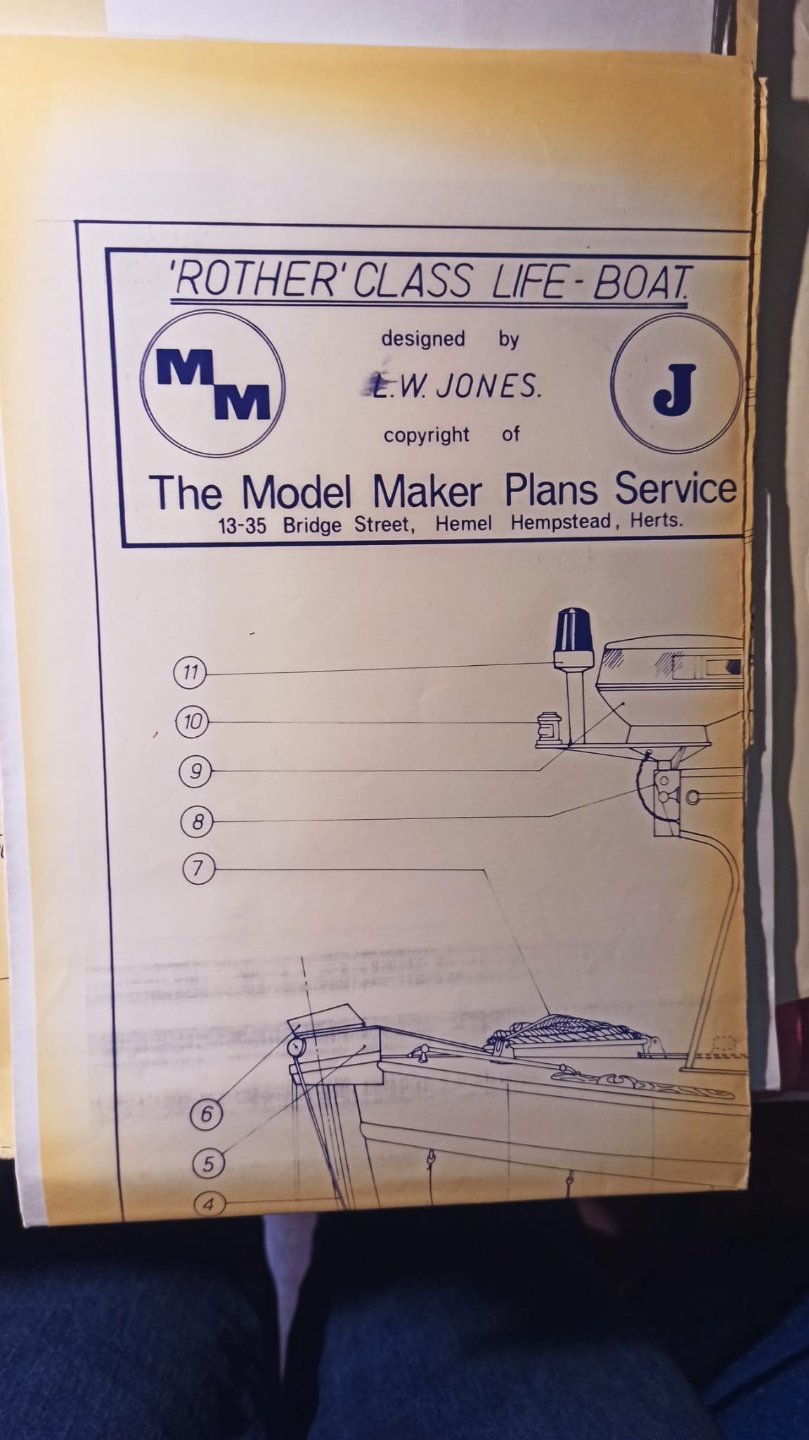 'ROTHER' CLASS LIFE-BOAT.
designed by
MM
L.W. JONES.
J
copyright of
The Model Maker Plans Service
13-35 Bridge Street, Hemel Hempstead, Herts.
11
10
9
8
7
6
5
4